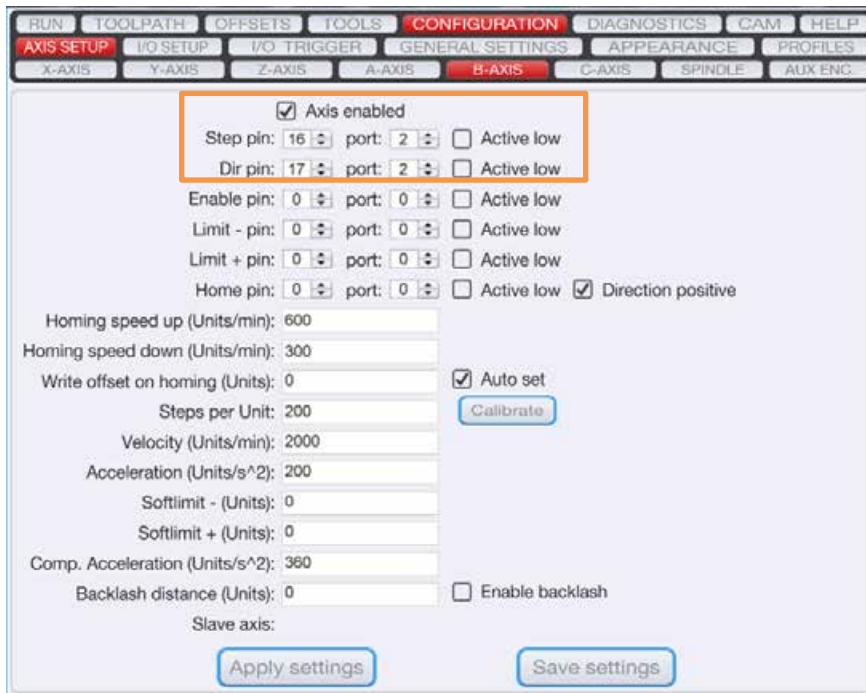 RUN TOOLPATH OFFSETS TOOLS CONFIGURATION DIAGNOSTICS CAM HELP
AXIS SETUP I/O SETUP I/O TRIGGER GENERAL SETTINGS APPEARANCE PROFILES
X-AXIS Y-AXIS Z-AXIS A-AXIS B-AXIS C-AXIS SPINDLE AUX ENC
Axis enabled
Step pin: 16 port: 2 Active low
Dir pin: 17 port: 2 Active low
Enable pin: 0 port: 0 Active low
Limit - pin: 0 port: 0 Active low
Limit + pin: 0 port: 0 Active low
Home pin: 0 port: 0 Active low Direction positive
Homing speed up (Units/min): 600
Homing speed down (Units/min): 300
Write offset on homing (Units): 0 Auto set
Steps per Unit: 200 Calibrate
Velocity (Units/min): 2000
Acceleration (Units/s^2): 200
Softlimit - (Units): 0
Softlimit + (Units): 0
Comp. Acceleration (Units/s^2): 360
Backlash distance (Units): 0 Enable backlash
Slave axis:
Apply settings Save settings